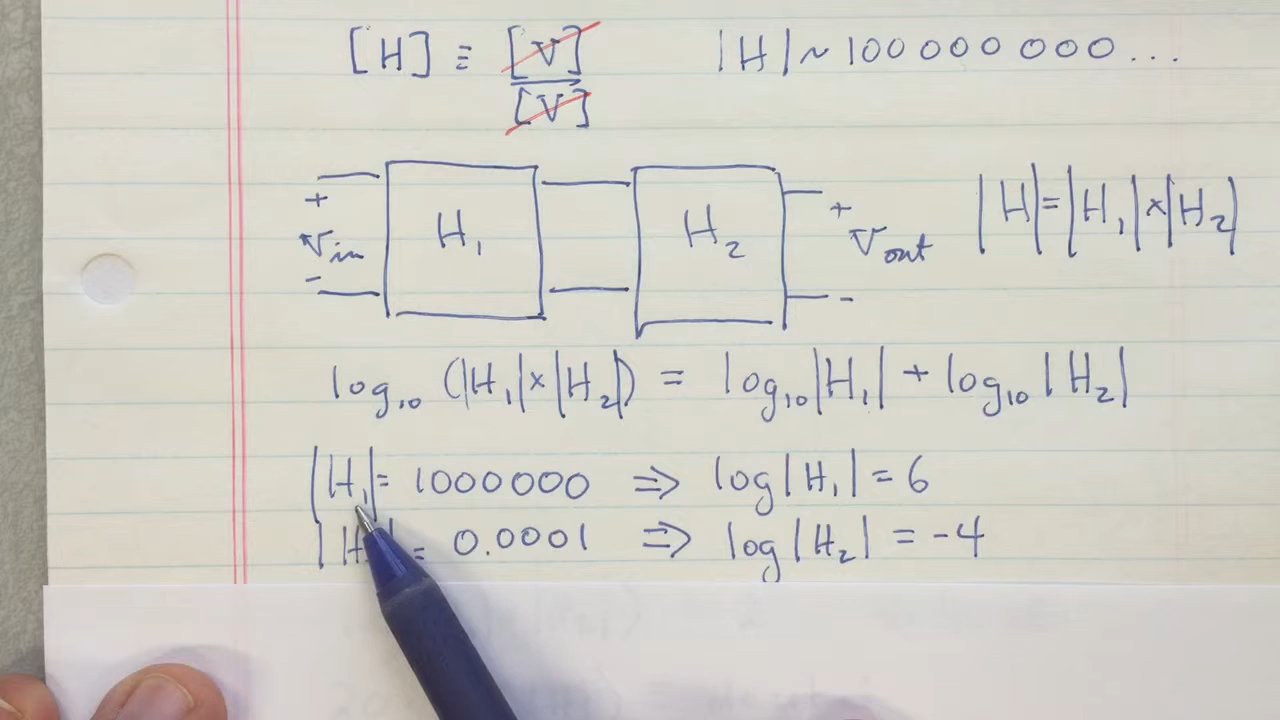 [H] ≡ [V] / [V] |H| ~ 100 000 000...
+ Vin - H₁ H₂ + Vout - |H| = |H₁| × |H₂|
log₁₀ (|H₁| × |H₂|) = log₁₀|H₁| + log₁₀|H₂|
|H₁| = 1000000 ⇒ log|H₁| = 6
|H | = 0.0001 ⇒ log|H₂| = -4